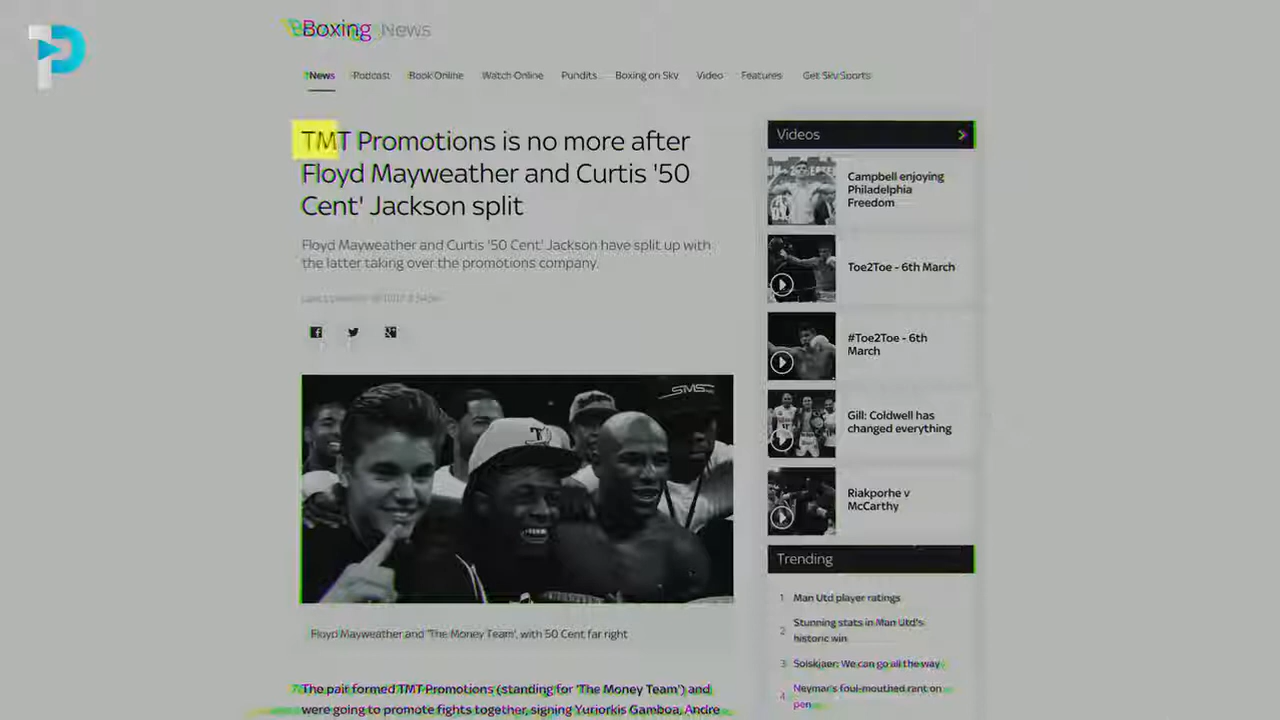 Boxing News
News Podcast Book Online Watch Online Pundits Boxing on Sky Video Features Get Sky Sports
TMT Promotions is no more after
Floyd Mayweather and Curtis '50
Cent' Jackson split
Floyd Mayweather and Curtis '50 Cent' Jackson have split up with
the latter taking over the promotions company.
SMS
Floyd Mayweather and 'The Money Team', with 50 Cent far right
The pair formed TMT Promotions (standing for 'The Money Team') and
were going to promote fights together, signing Yuriorkis Gamboa, Andre
Videos
Campbell enjoying
Philadelphia
Freedom
Toe2Toe - 6th March
#Toe2Toe - 6th
March
Gill: Coldwell has
changed everything
Riakporhe v
McCarthy
Trending
1 Man Utd player ratings
2 Stunning stats in Man Utd's
historic win
3 Solskjaer: We can go all the way
4 Neymar's foul-mouthed rant on
pen